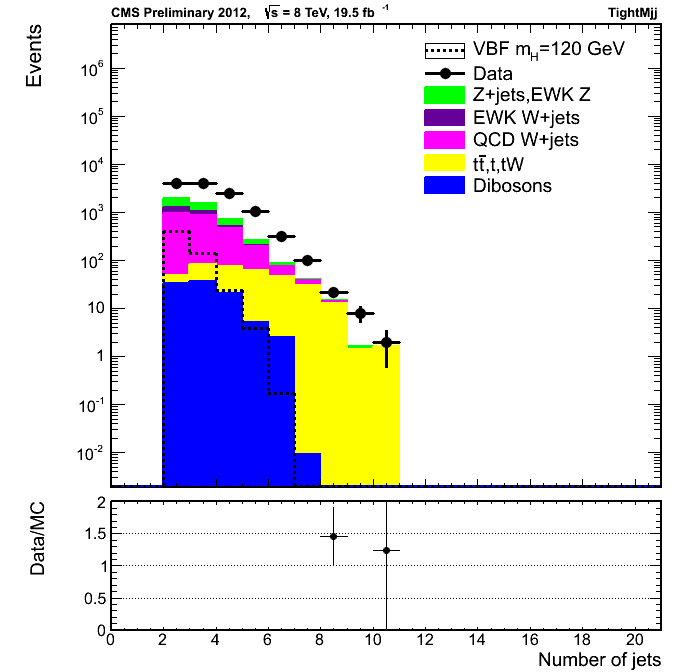 CMS Preliminary 2012, √s = 8 TeV, 19.5 fb⁻¹ TightMjj
Events
VBF m_H=120 GeV
Data
Z+jets,EWK Z
EWK W+jets
QCD W+jets
tt̄,t,tW
Dibosons
10⁶
10⁵
10⁴
10³
10²
10
1
10⁻¹
10⁻²
Data/MC
2
1.5
1
0.5
0
0 2 4 6 8 10 12 14 16 18 20
Number of jets